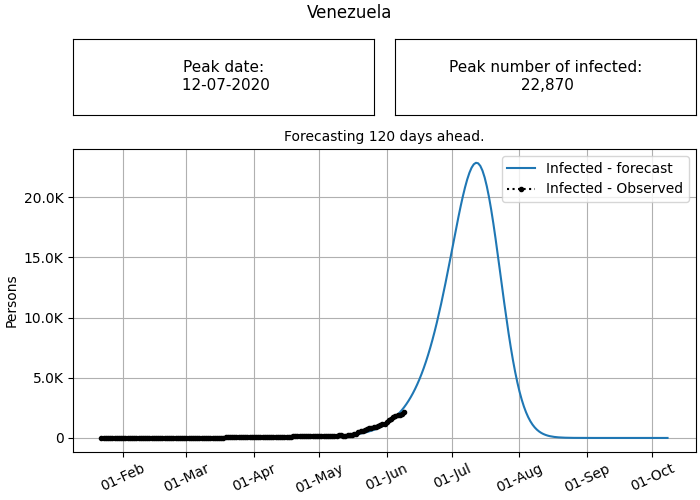 Venezuela
Peak date:
12-07-2020
Peak number of infected:
22,870
Forecasting 120 days ahead.
Infected - forecast
Infected - Observed
Persons
20.0K
15.0K
10.0K
5.0K
0
01-Feb
01-Mar
01-Apr
01-May
01-Jun
01-Jul
01-Aug
01-Sep
01-Oct